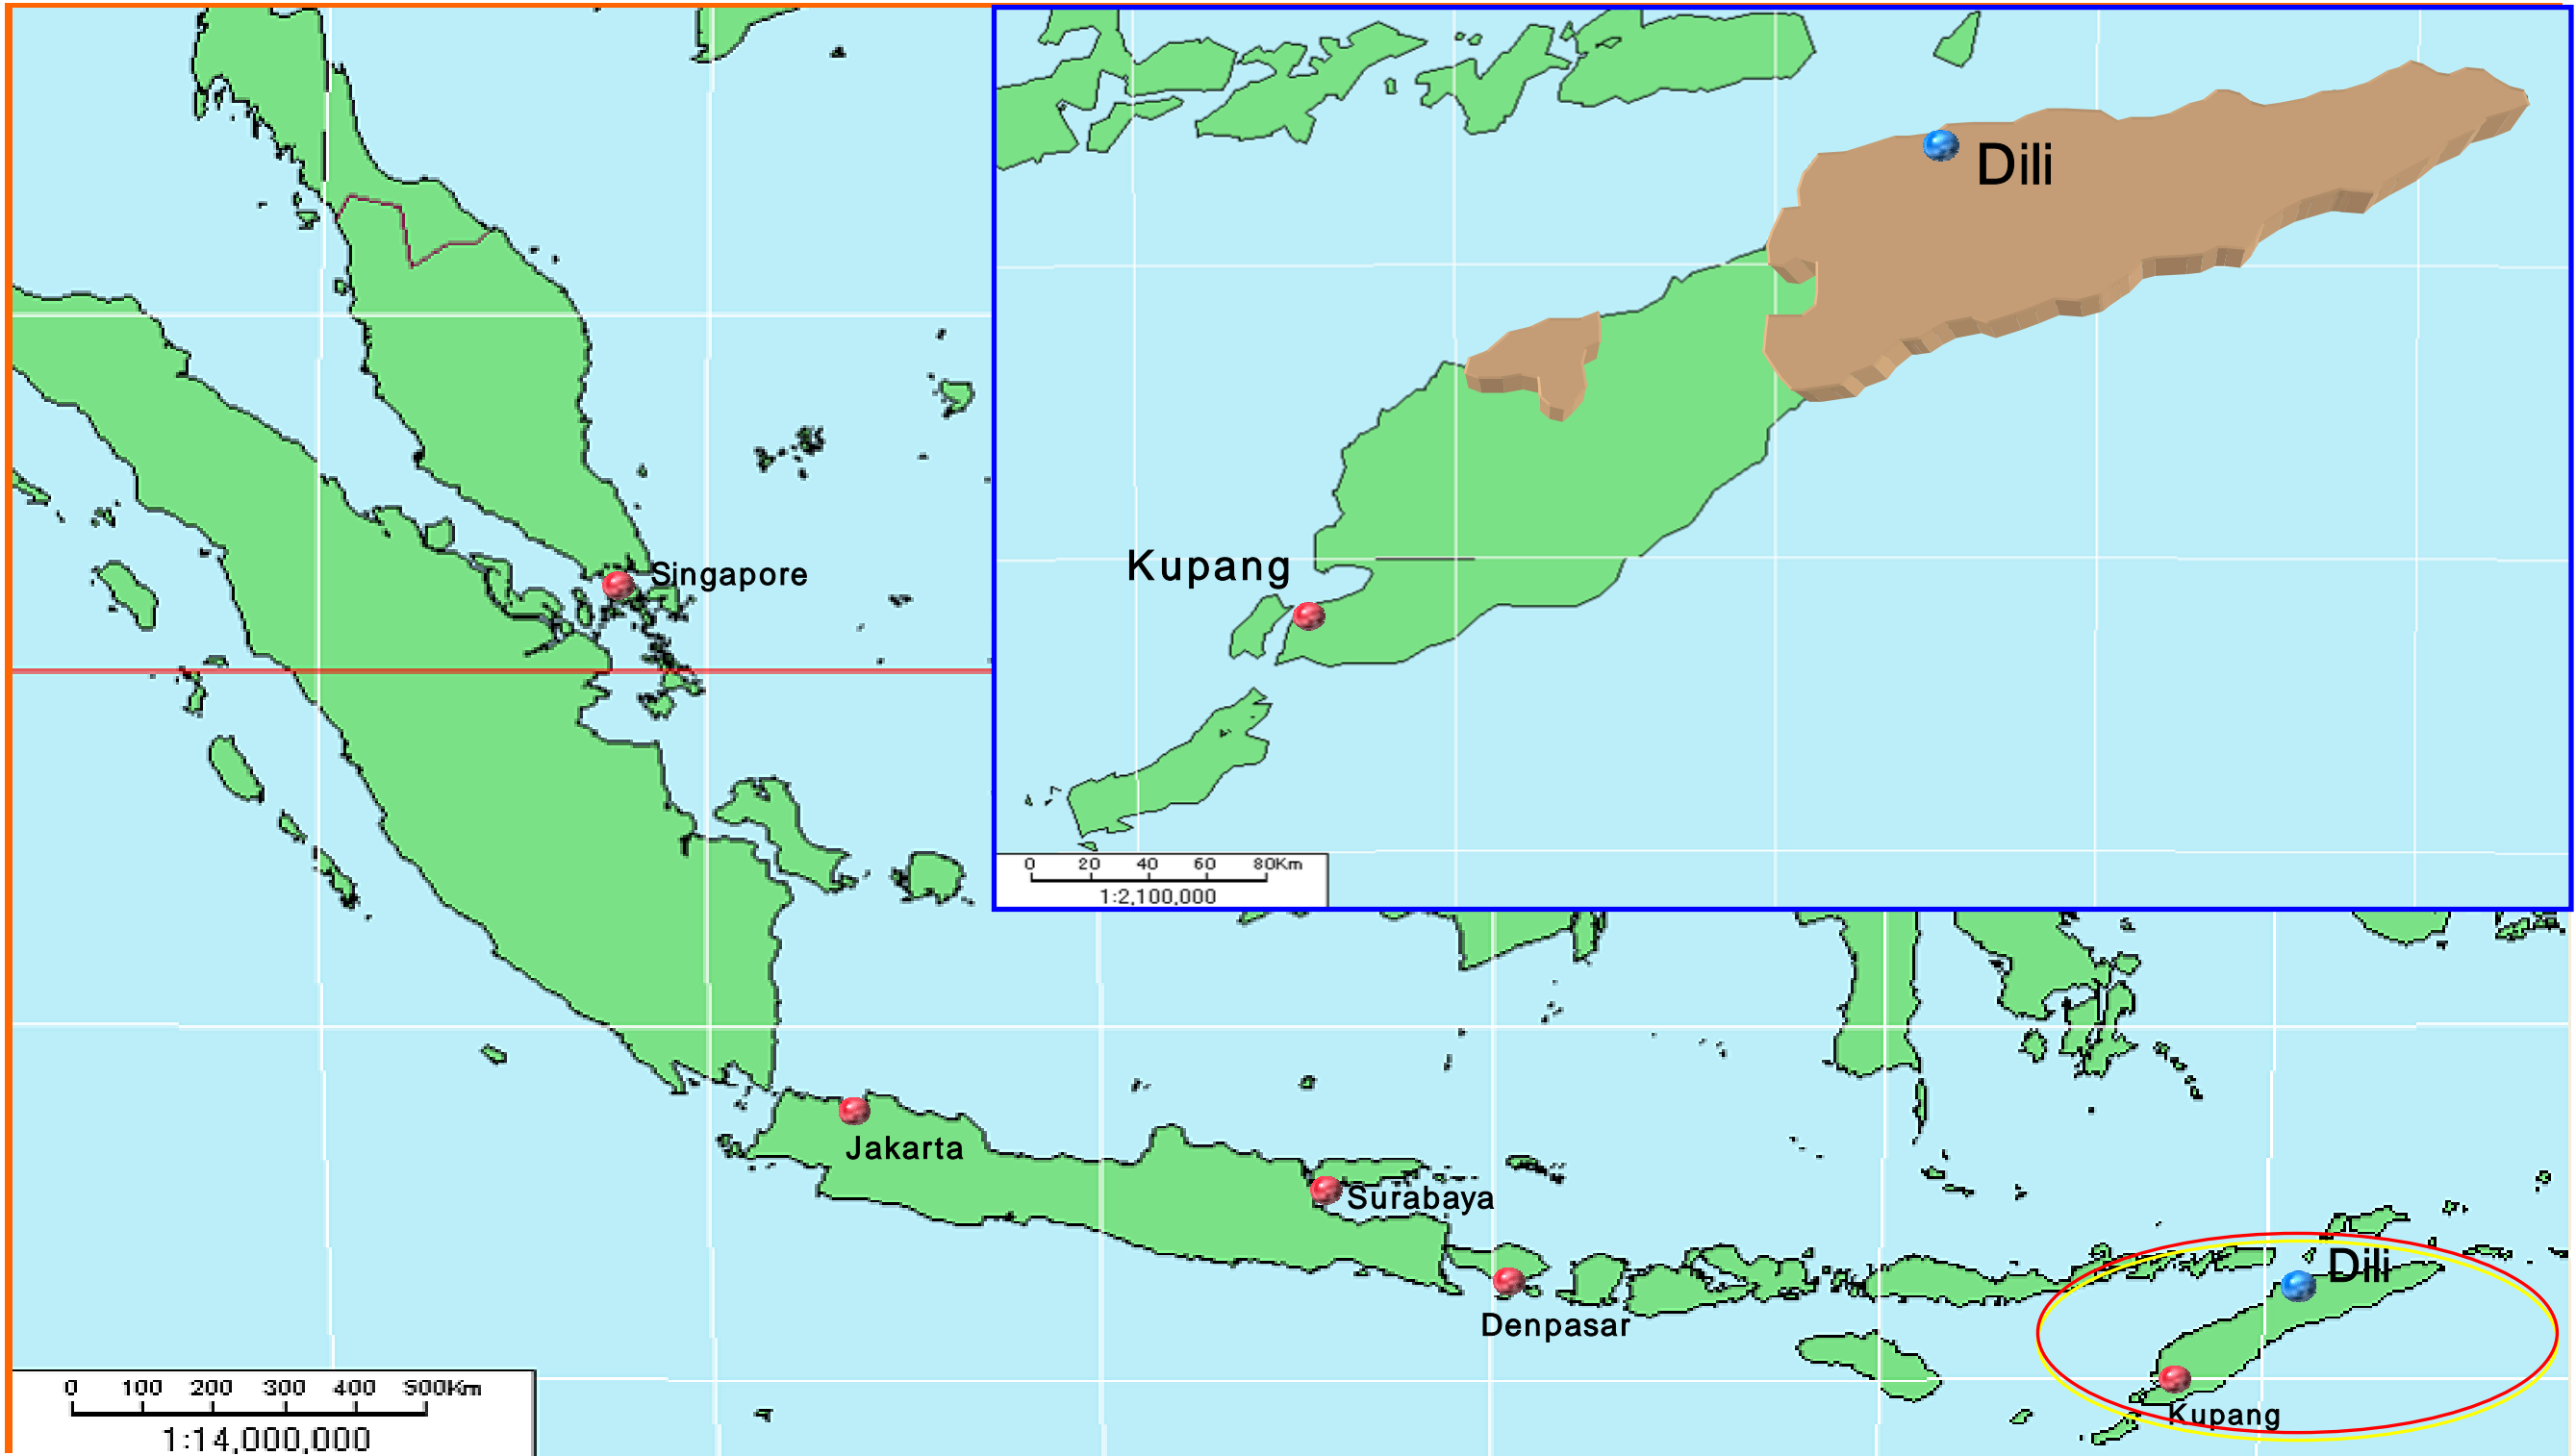 Dili
Kupang
0 20 40 60 80Km
1:2,100,000
Singapore
Jakarta
Surabaya
Denpasar
Dili
Kupang
0 100 200 300 400 500Km
1:14,000,000